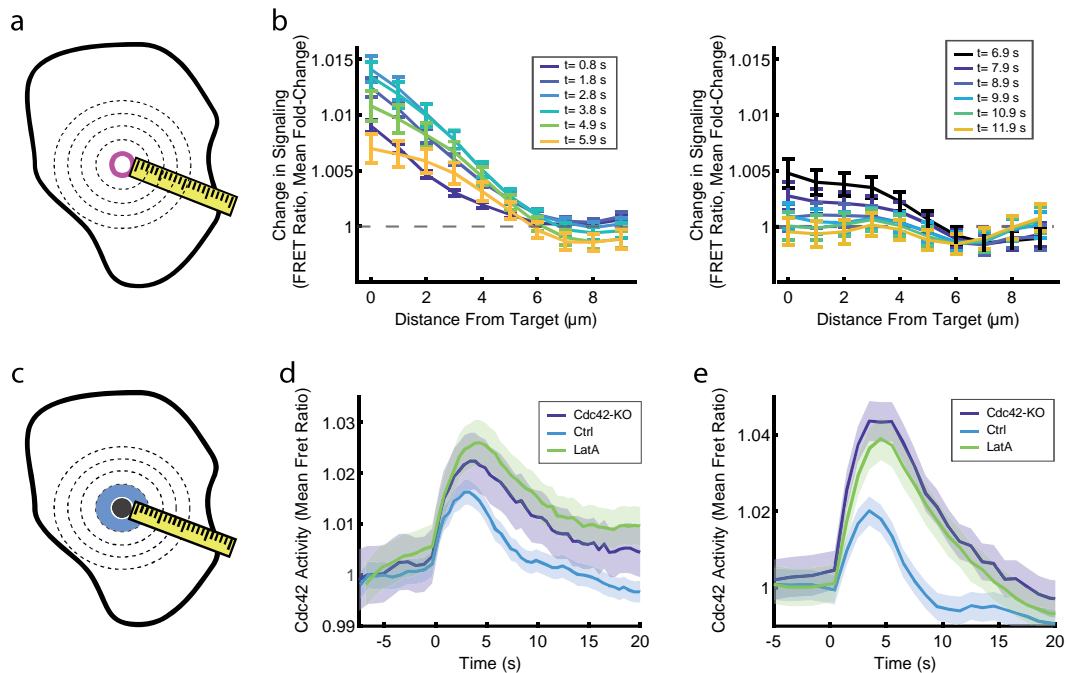 a
b
Change in Signaling
(FRET Ratio, Mean Fold-Change)
1.015
1.01
1.005
1
0 2 4 6 8
Distance From Target (µm)
t= 0.8 s
t= 1.8 s
t= 2.8 s
t= 3.8 s
t= 4.9 s
t= 5.9 s
Change in Signaling
(FRET Ratio, Mean Fold-Change)
1.015
1.01
1.005
1
0 2 4 6 8
Distance From Target (µm)
t= 6.9 s
t= 7.9 s
t= 8.9 s
t= 9.9 s
t= 10.9 s
t= 11.9 s
c
d
Cdc42 Activity (Mean Fret Ratio)
1.03
1.02
1.01
1
0.99
-5 0 5 10 15 20
Time (s)
Cdc42-KO
Ctrl
LatA
e
Cdc42 Activity (Mean Fret Ratio)
1.04
1.02
1
-5 0 5 10 15 20
Time (s)
Cdc42-KO
Ctrl
LatA